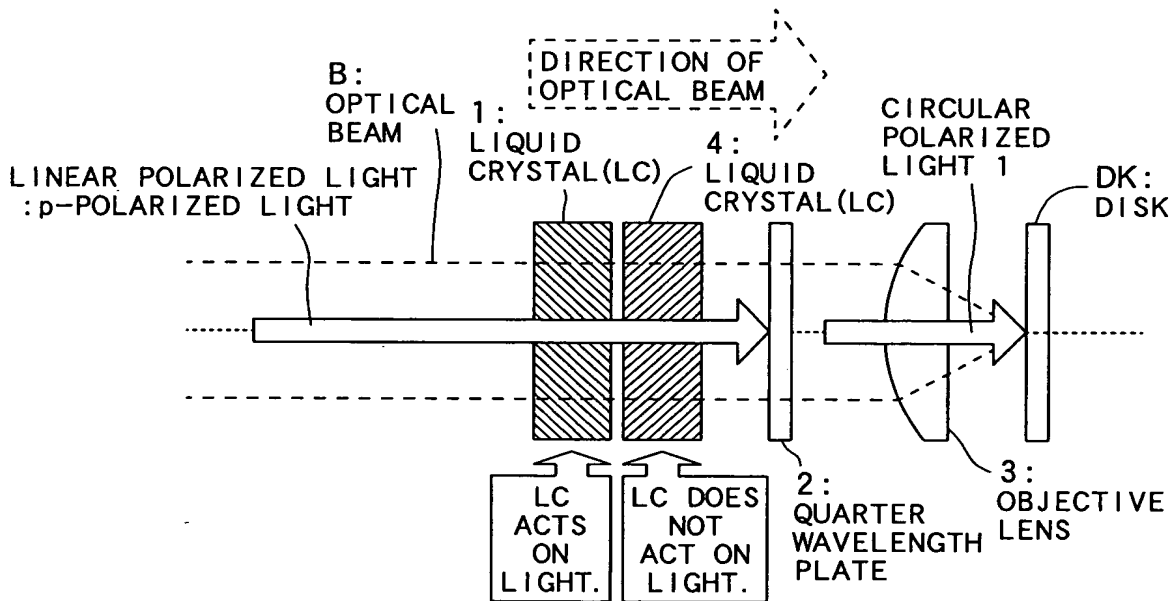 DIRECTION OF
OPTICAL BEAM
B:
OPTICAL
BEAM
1:
LIQUID
CRYSTAL(LC)
4:
LIQUID
CRYSTAL(LC)
CIRCULAR
POLARIZED
LIGHT 1
DK:
DISK
LINEAR POLARIZED LIGHT
:p-POLARIZED LIGHT
LC
ACTS
ON
LIGHT.
LC DOES
NOT
ACT ON
LIGHT.
2:
QUARTER
WAVELENGTH
PLATE
3:
OBJECTIVE
LENS